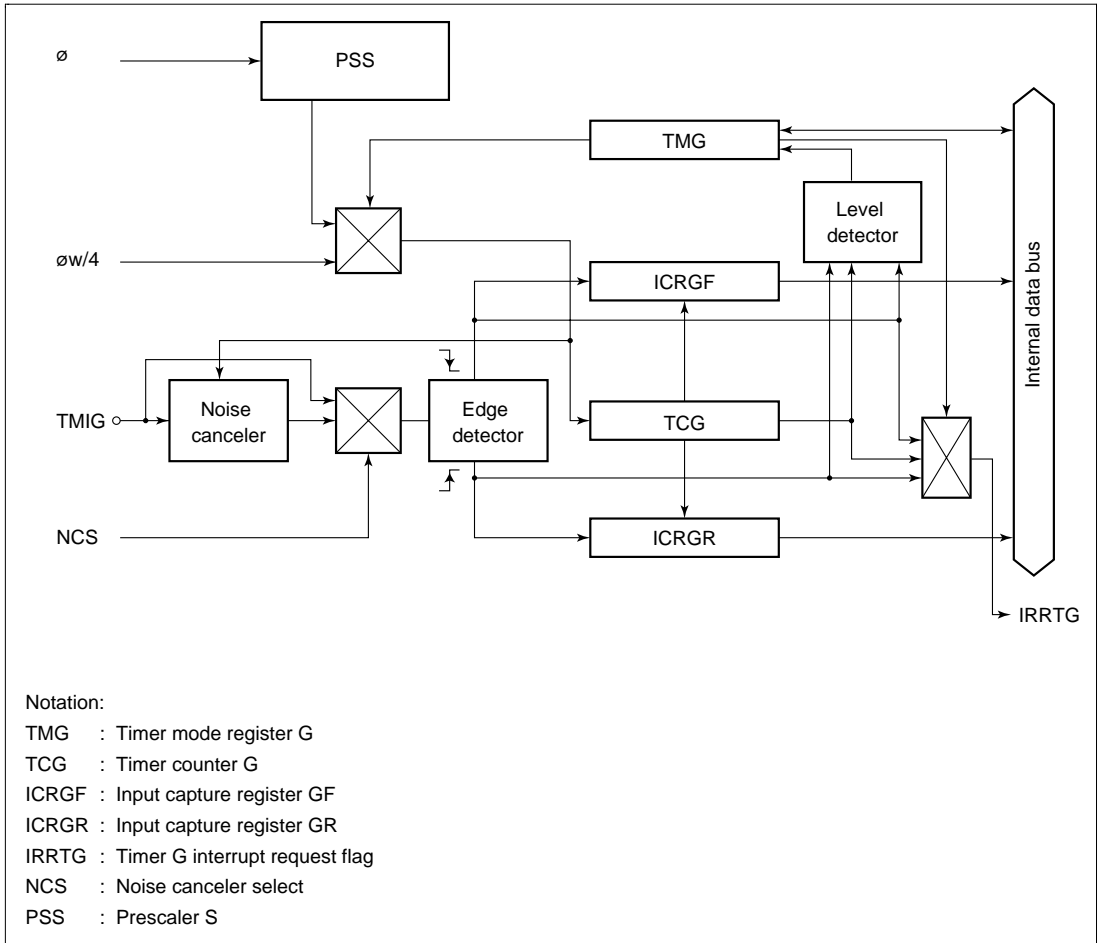 ø
PSS
TMG
Level
detector
øw/4
ICRGF
Internal data bus
TMIG
Noise
canceler
Edge
detector
TCG
NCS
ICRGR
IRRTG
Notation:
TMG : Timer mode register G
TCG : Timer counter G
ICRGF : Input capture register GF
ICRGR : Input capture register GR
IRRTG : Timer G interrupt request flag
NCS : Noise canceler select
PSS : Prescaler S